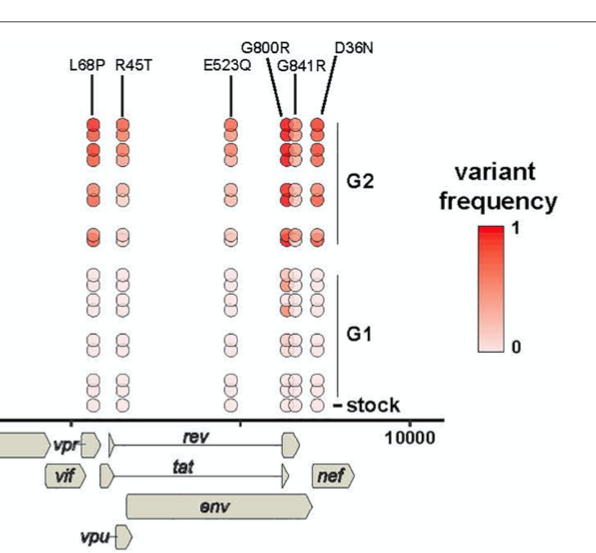 G800R D36N
L68P R45T E523Q G841R
G2
variant
frequency
1
0
G1
stock
10000
vpr rev
vif tat nef
env
vpu